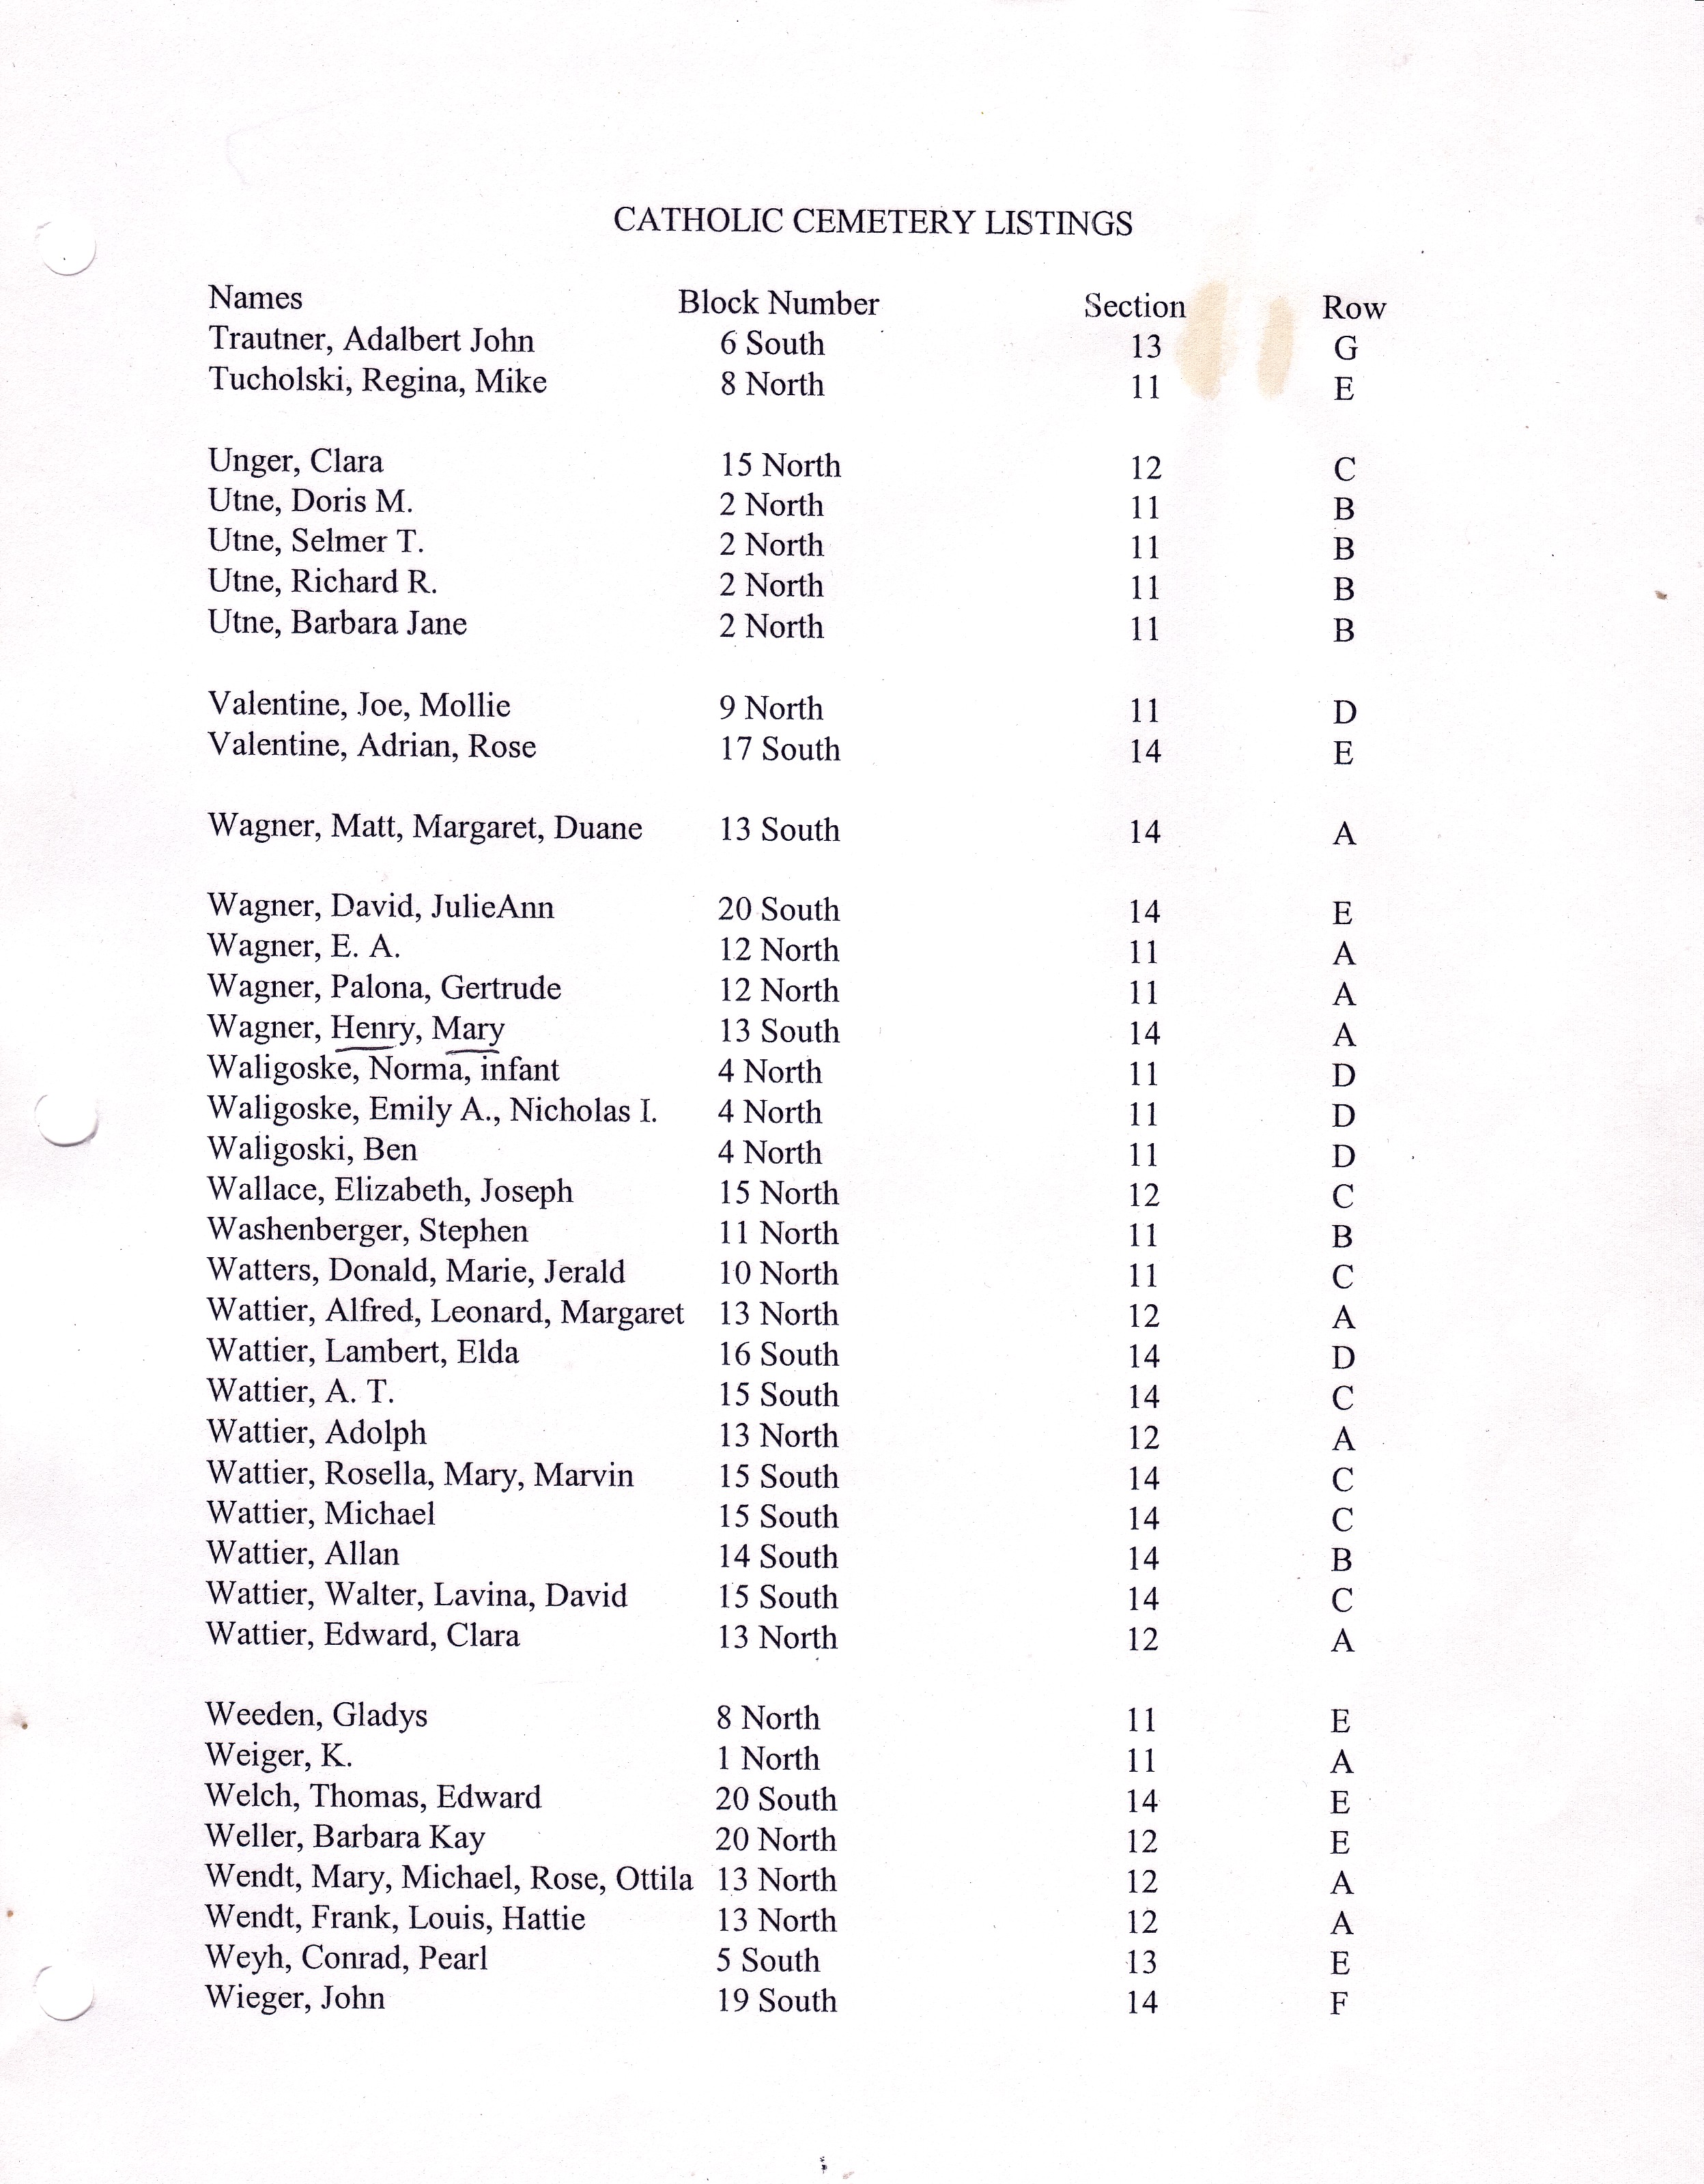 CATHOLIC CEMETERY LISTINGS
Names Block Number Section Row
Trautner, Adalbert John 6 South 13 G
Tucholski, Regina, Mike 8 North 11 E
Unger, Clara 15 North 12 C
Utne, Doris M. 2 North 11 B
Utne, Selmer T. 2 North 11 B
Utne, Richard R. 2 North 11 B
Utne, Barbara Jane 2 North 11 B
Valentine, Joe, Mollie 9 North 11 D
Valentine, Adrian, Rose 17 South 14 E
Wagner, Matt, Margaret, Duane 13 South 14 A
Wagner, David, JulieAnn 20 South 14 E
Wagner, E. A. 12 North 11 A
Wagner, Palona, Gertrude 12 North 11 A
Wagner, Henry, Mary 13 South 14 A
Waligoske, Norma, infant 4 North 11 D
Waligoske, Emily A., Nicholas I. 4 North 11 D
Waligoski, Ben 4 North 11 D
Wallace, Elizabeth, Joseph 15 North 12 C
Washenberger, Stephen 11 North 11 B
Watters, Donald, Marie, Jerald 10 North 11 C
Wattier, Alfred, Leonard, Margaret 13 North 12 A
Wattier, Lambert, Elda 16 South 14 D
Wattier, A. T. 15 South 14 C
Wattier, Adolph 13 North 12 A
Wattier, Rosella, Mary, Marvin 15 South 14 C
Wattier, Michael 15 South 14 C
Wattier, Allan 14 South 14 B
Wattier, Walter, Lavina, David 15 South 14 C
Wattier, Edward, Clara 13 North 12 A
Weeden, Gladys 8 North 11 E
Weiger, K. 1 North 11 A
Welch, Thomas, Edward 20 South 14 E
Weller, Barbara Kay 20 North 12 E
Wendt, Mary, Michael, Rose, Ottila 13 North 12 A
Wendt, Frank, Louis, Hattie 13 North 12 A
Weyh, Conrad, Pearl 5 South 13 E
Wieger, John 19 South 14 F